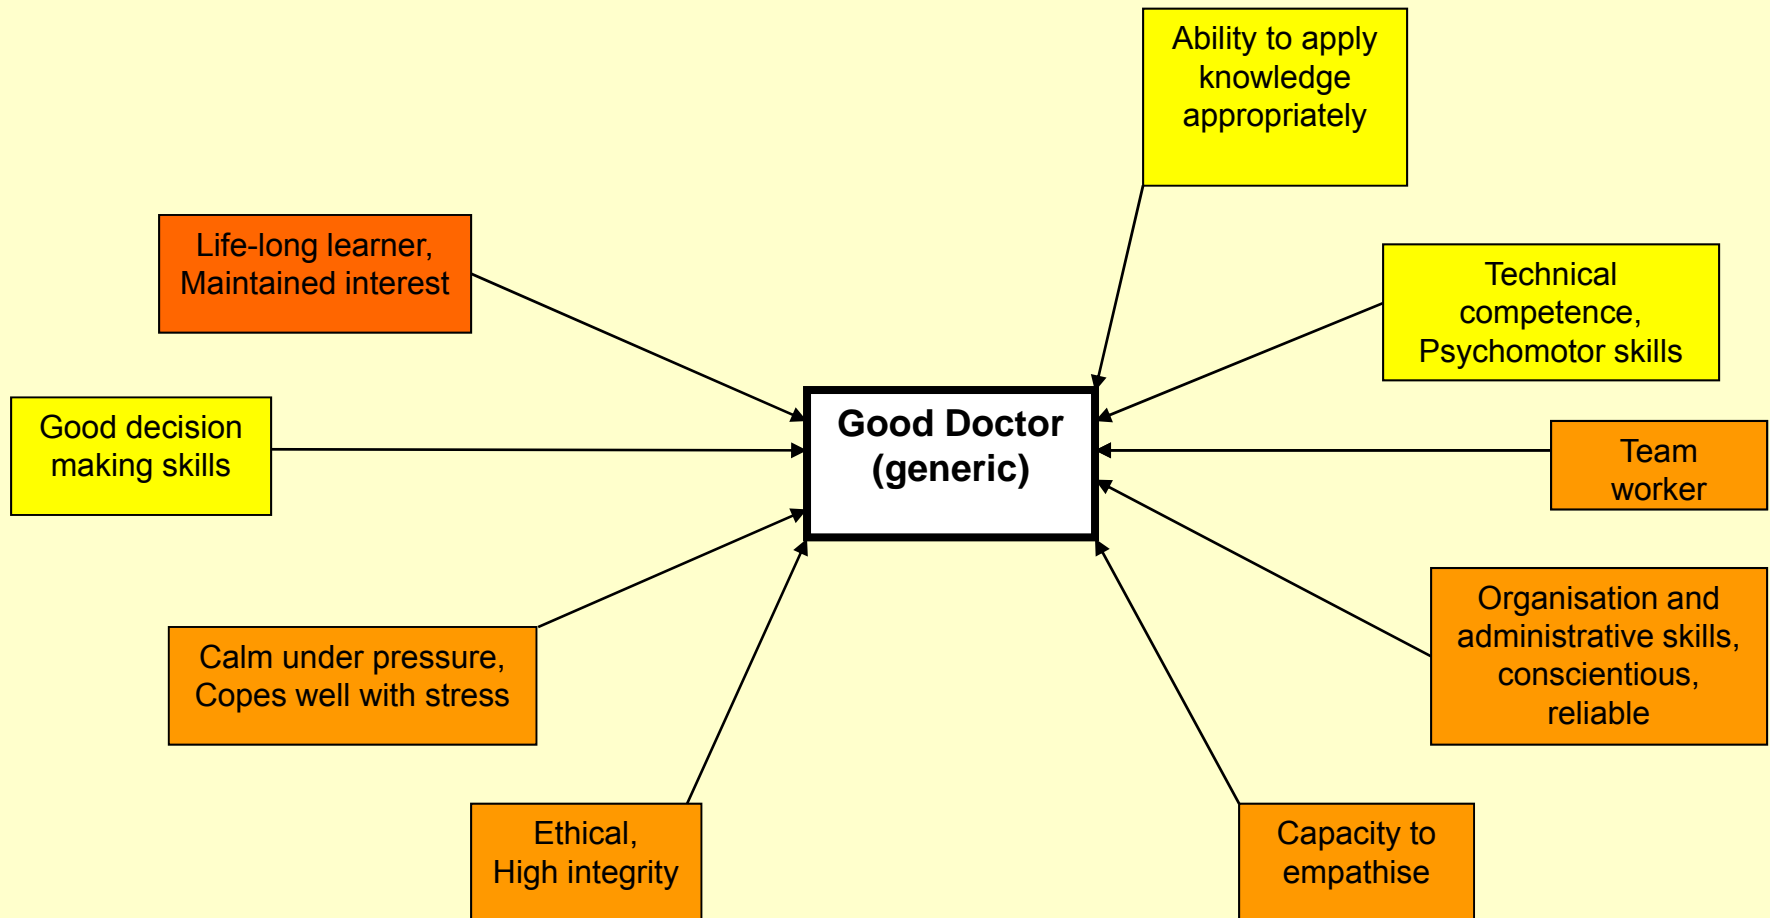 Ability to apply
knowledge
appropriately
Life-long learner,
Maintained interest
Technical
competence,
Psychomotor skills
Good decision
making skills
Good Doctor
(generic)
Team
worker
Calm under pressure,
Copes well with stress
Organisation and
administrative skills,
conscientious,
reliable
Ethical,
High integrity
Capacity to
empathise